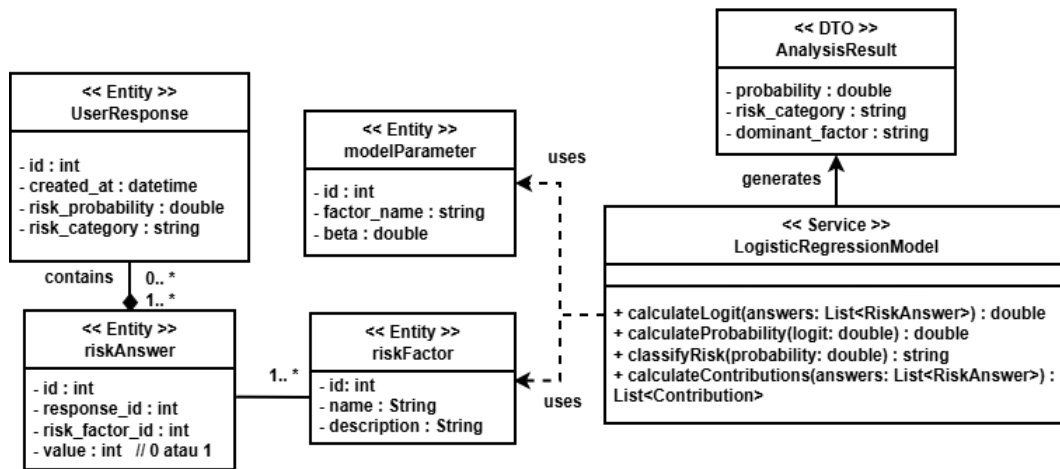 << DTO >>
AnalysisResult
- probability : double
- risk_category : string
- dominant_factor : string
<< Entity >>
UserResponse
- id : int
- created_at : datetime
- risk_probability : double
- risk_category : string
<< Entity >>
modelParameter
- id : int
- factor_name : string
- beta : double
uses
generates
<< Service >>
LogisticRegressionModel
+ calculateLogit(answers: List<RiskAnswer>) : double
+ calculateProbability(logit: double) : double
+ classifyRisk(probability: double) : string
+ calculateContributions(answers: List<RiskAnswer>) :
List<Contribution>
contains
0.. *
1.. *
<< Entity >>
riskAnswer
- id : int
- response_id : int
- risk_factor_id : int
- value : int // 0 atau 1
1.. *
<< Entity >>
riskFactor
- id: int
- name : String
- description : String
uses